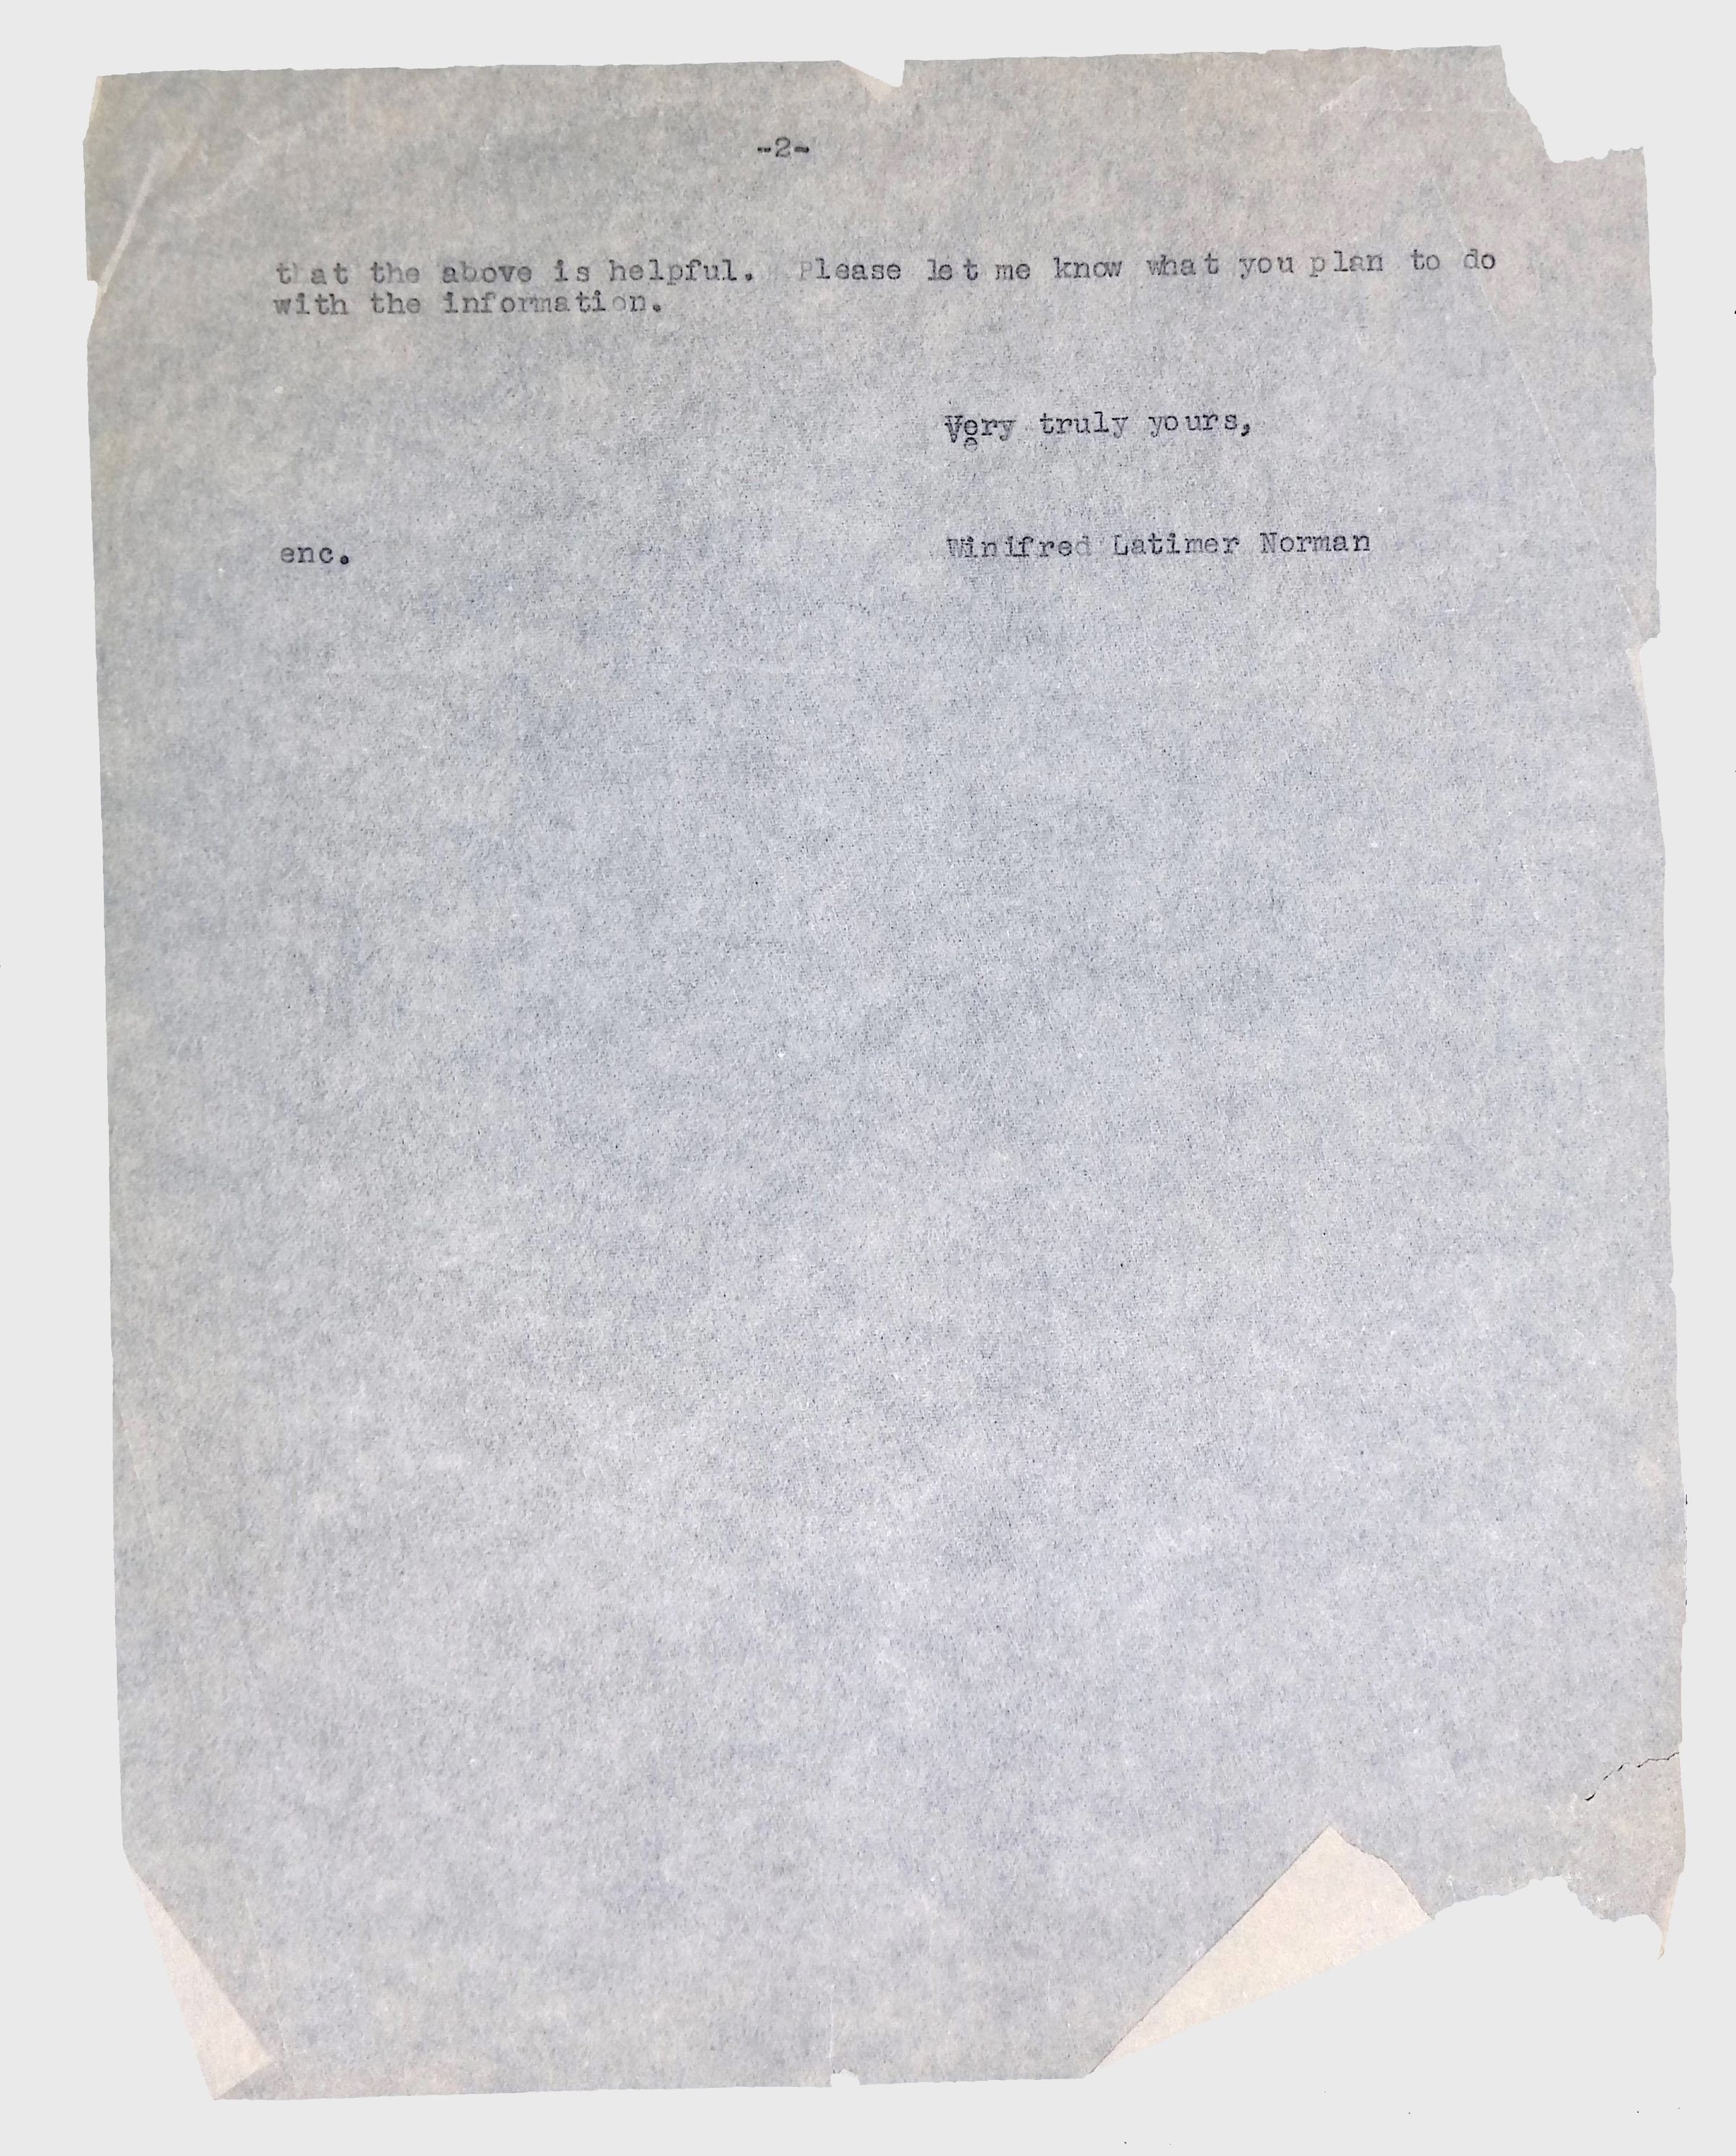 -2-
that the above is helpful. Please let me know what you plan to do
with the information.
Very truly yours,
enc.
Winifred Latimer Norman